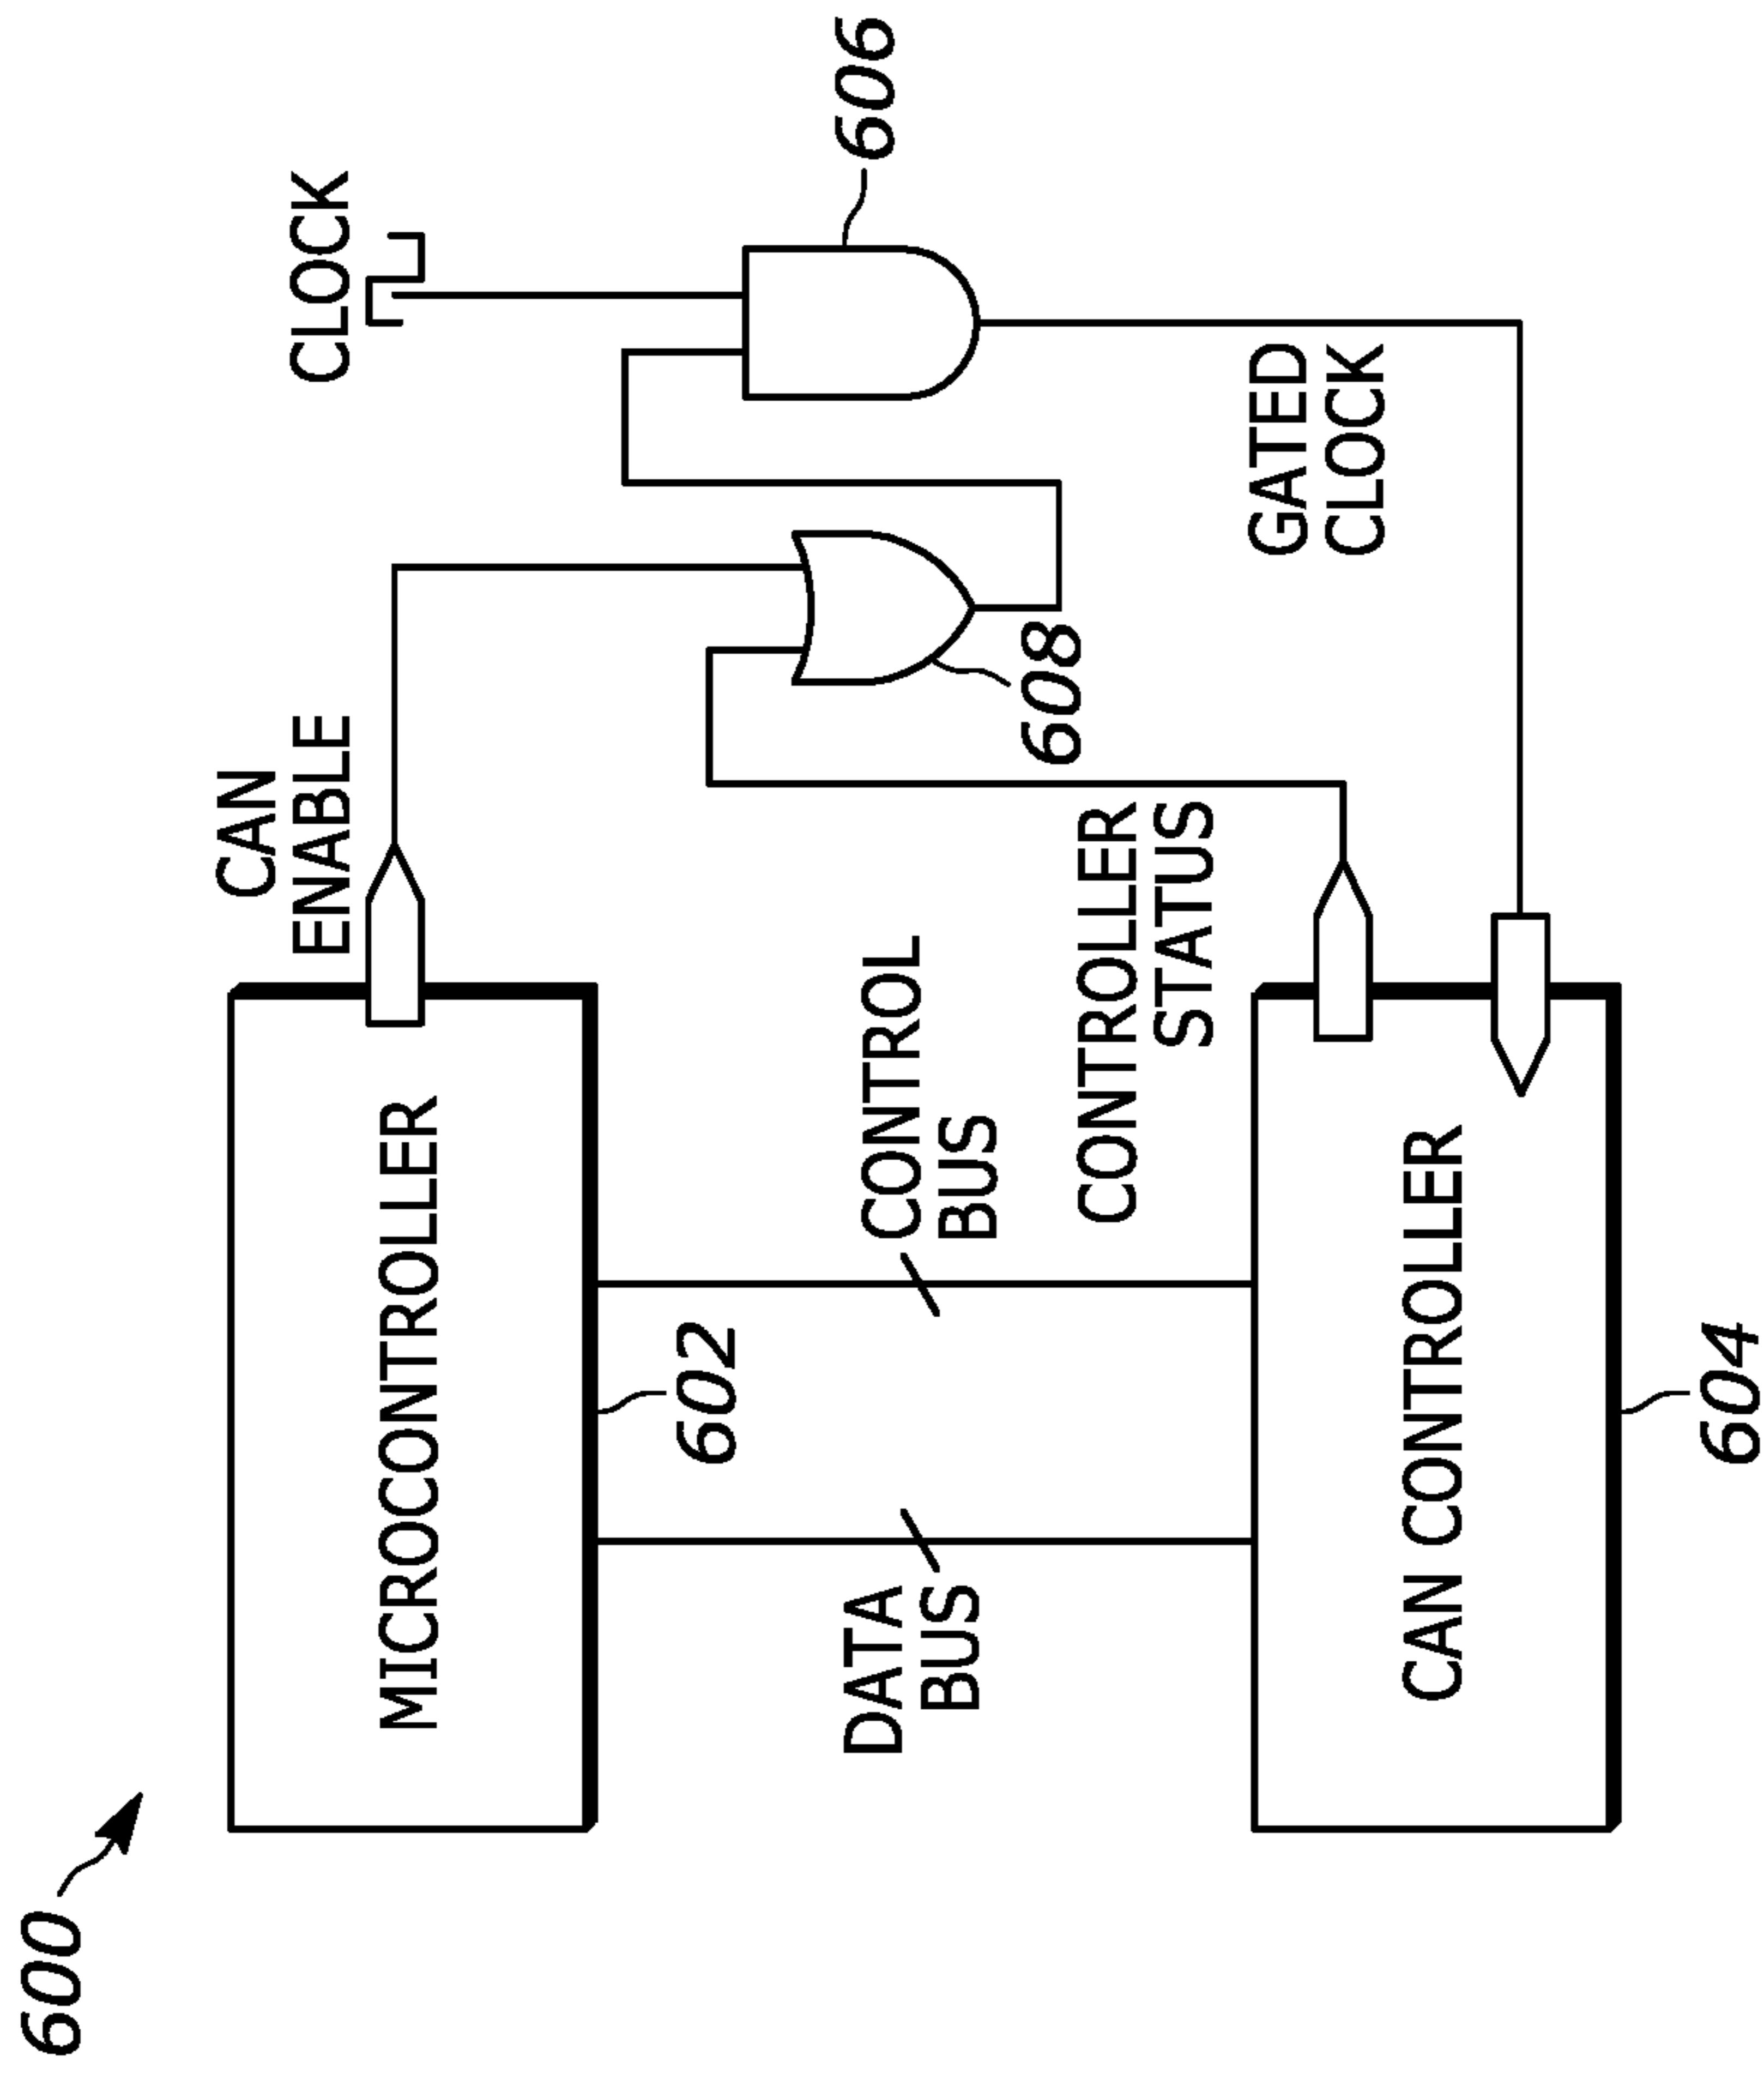 600
MICROCONTROLLER
602
CAN
ENABLE
CLOCK
606
608
DATA
BUS
CONTROL
BUS
CONTROLLER
STATUS
GATED
CLOCK
CAN CONTROLLER
604